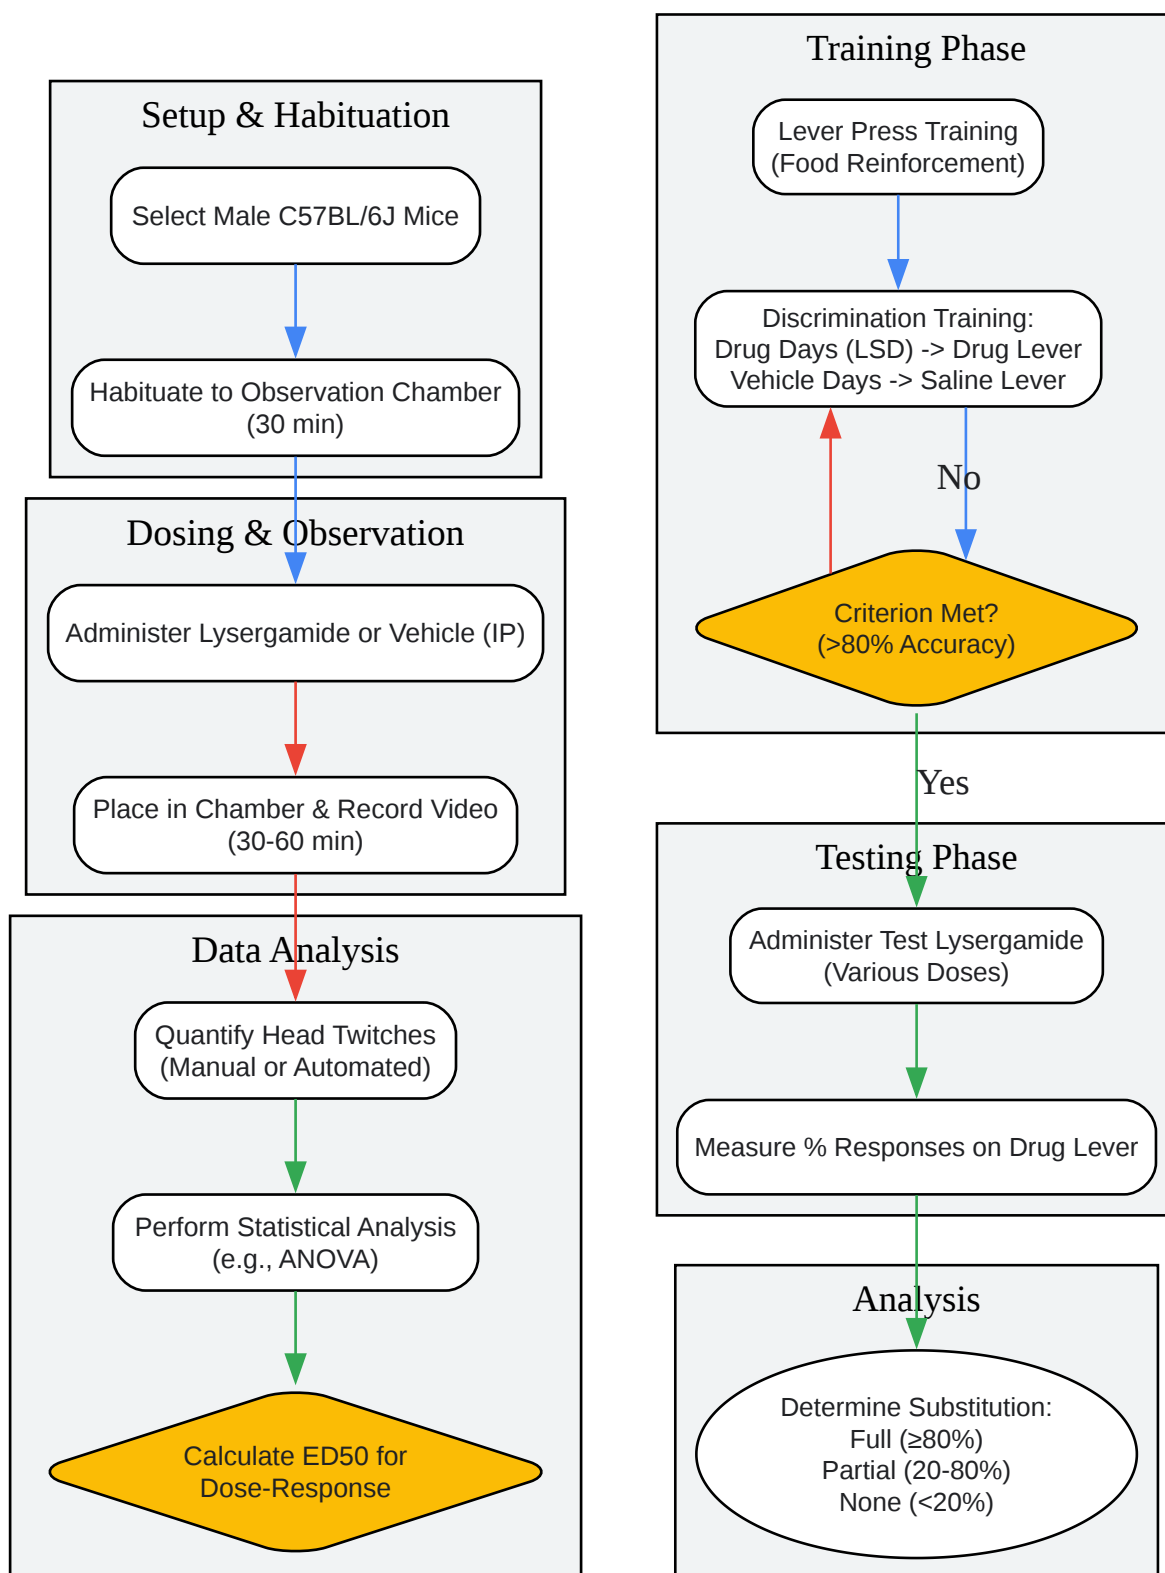 Setup & Habituation
Select Male C57BL/6J Mice
Habituate to Observation Chamber
(30 min)
Dosing & Observation
Administer Lysergamide or Vehicle (IP)
Place in Chamber & Record Video
(30-60 min)
Data Analysis
Quantify Head Twitches
(Manual or Automated)
Perform Statistical Analysis
(e.g., ANOVA)
Calculate ED50 for
Dose-Response
Training Phase
Lever Press Training
(Food Reinforcement)
Discrimination Training:
Drug Days (LSD) -> Drug Lever
Vehicle Days -> Saline Lever
No
Criterion Met?
(>80% Accuracy)
Yes
Testing Phase
Administer Test Lysergamide
(Various Doses)
Measure % Responses on Drug Lever
Analysis
Determine Substitution:
Full (≥80%)
Partial (20-80%)
None (<20%)